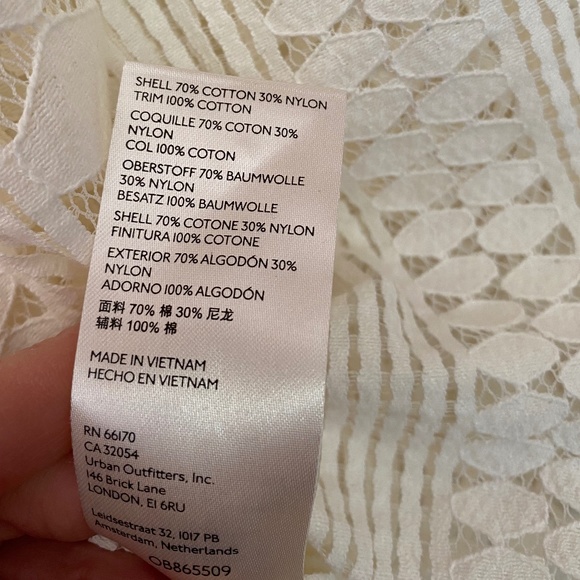 SHELL 70% COTTON 30% NYLON
TRIM 100% COTTON
COQUILLE 70% COTON 30%
NYLON
COL 100% COTON
OBERSTOFF 70% BAUMWOLLE
30% NYLON
BESATZ 100% BAUMWOLLE
SHELL 70% COTONE 30% NYLON
FINITURA 100% COTONE
EXTERIOR 70% ALGODÓN 30%
NYLON
ADORNO 100% ALGODÓN
面料 70% 棉 30% 尼龙
辅料 100% 棉
MADE IN VIETNAM
HECHO EN VIETNAM
RN 66170
CA 32054
Urban Outfitters, Inc.
146 Brick Lane
LONDON, E1 6RU
Leidsestraat 32, 1017 PB
Amsterdam, Netherlands
OB865509